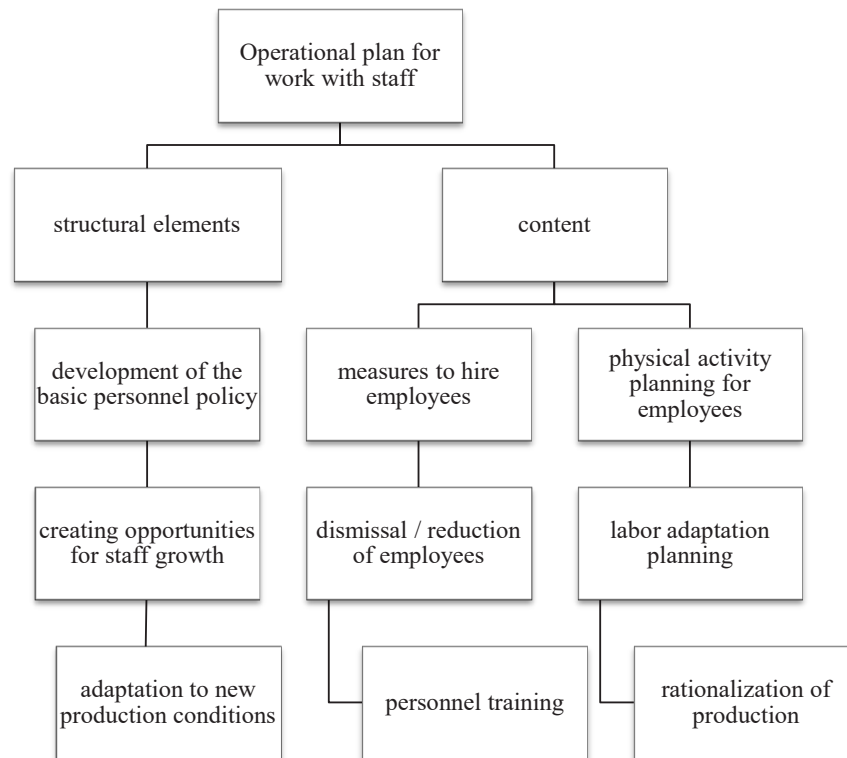 Operational plan for
work with staff
structural elements
content
development of the
basic personnel policy
measures to hire
employees
physical activity
planning for
employees
creating opportunities
for staff growth
dismissal / reduction
of employees
labor adaptation
planning
adaptation to new
production conditions
personnel training
rationalization of
production